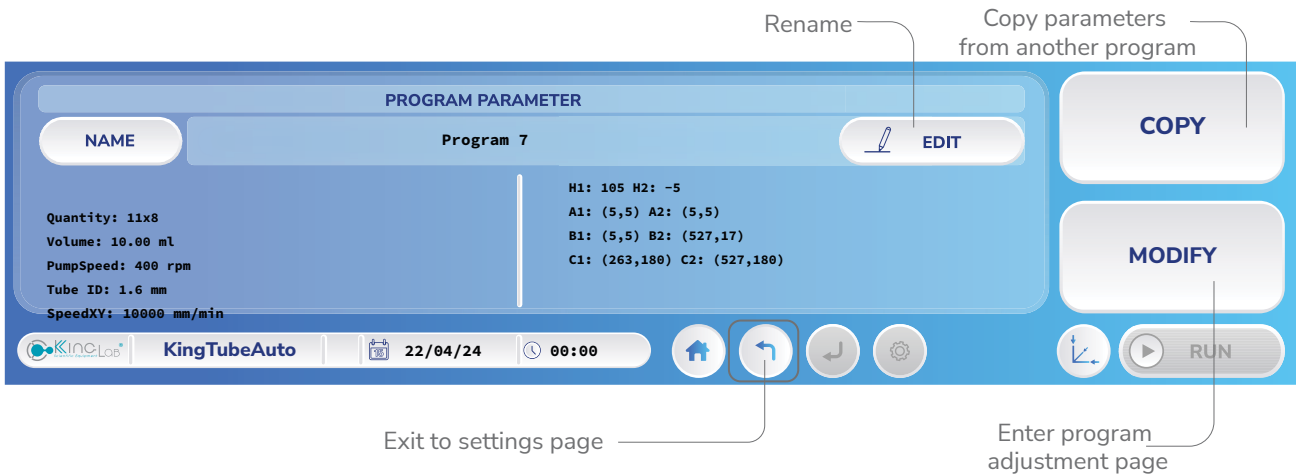 Rename
Copy parameters
from another program
PROGRAM PARAMETER
NAME
Program 7
EDIT
COPY
Quantity: 11x8
Volume: 10.00 ml
PumpSpeed: 400 rpm
Tube ID: 1.6 mm
SpeedXY: 10000 mm/min
H1: 105 H2: -5
A1: (5,5) A2: (5,5)
B1: (5,5) B2: (527,17)
C1: (263,180) C2: (527,180)
MODIFY
KincLab®
KingTubeAuto
15
22/04/24
00:00
RUN
Exit to settings page
Enter program
adjustment page